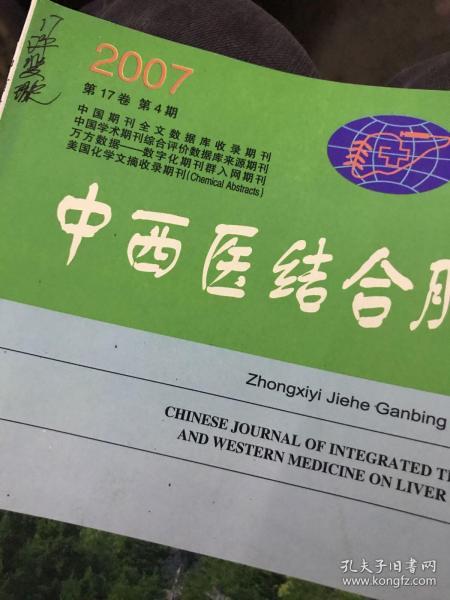 17
2007
第17卷 第4期
中国期刊全文数据库收录期刊
中国学术期刊综合评价数据库来源期刊
万方数据——数字化期刊群入网期刊
美国化学文摘收录期刊(Chemical Abstracts)
中西医结合肝
Zhongxiyi Jiehe Ganbing
CHINESE JOURNAL OF INTEGRATED
AND WESTERN MEDICINE ON LIVER
孔夫子旧书网
www.kongfz.com